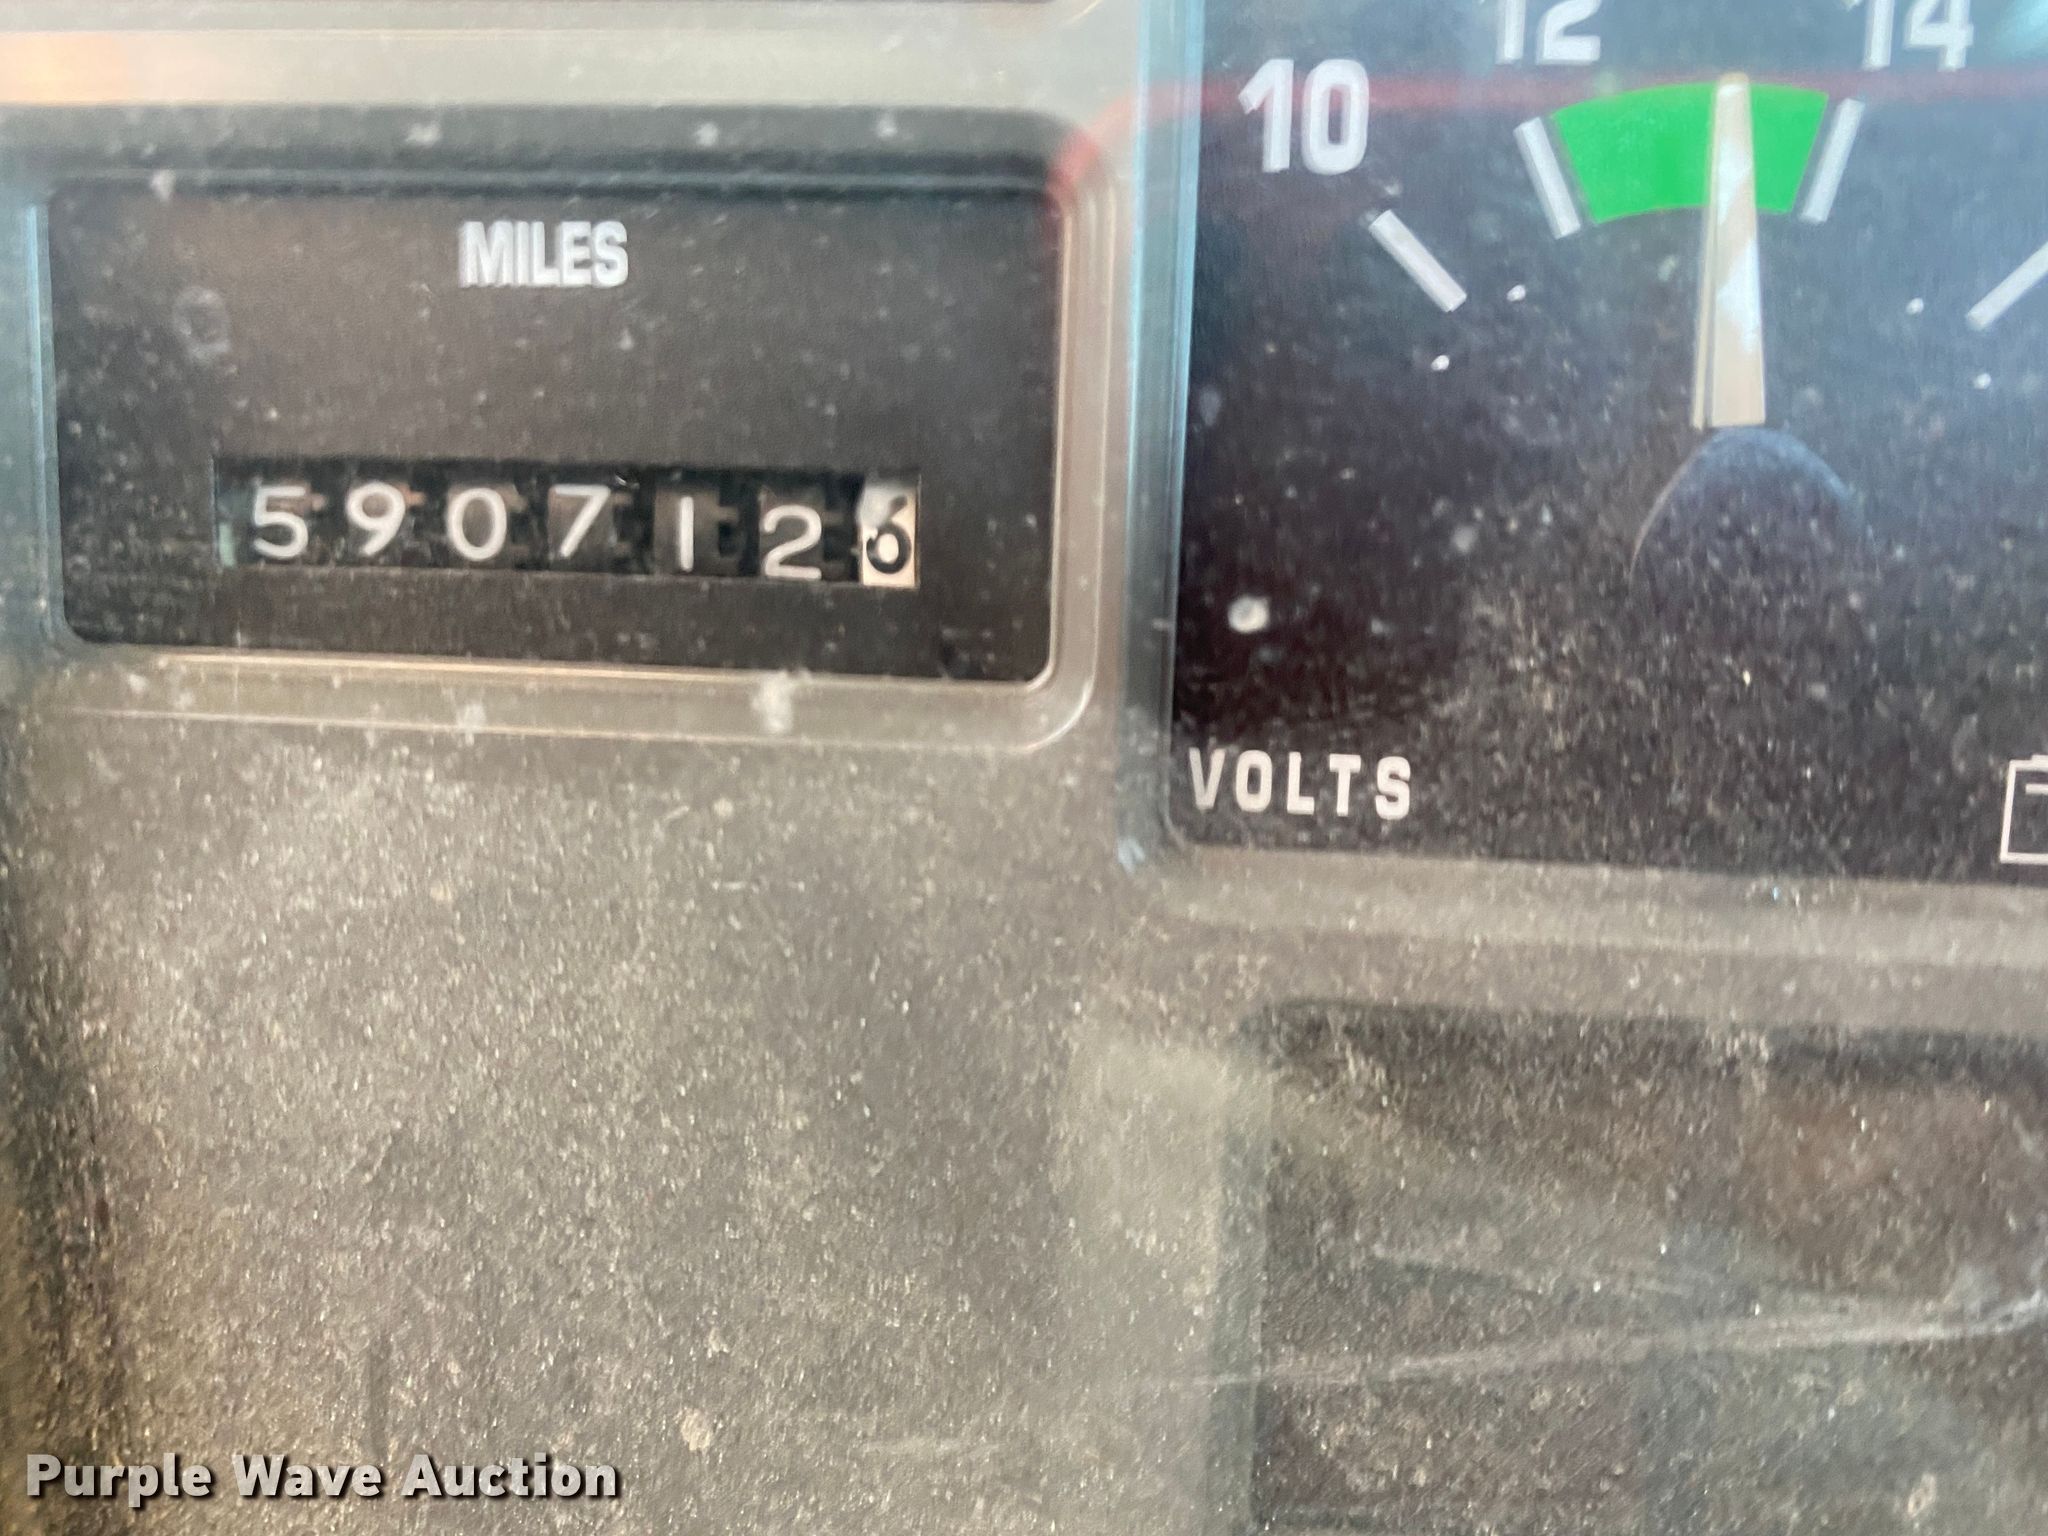 12 14
10
MILES
5907126
VOLTS
Purple Wave Auction